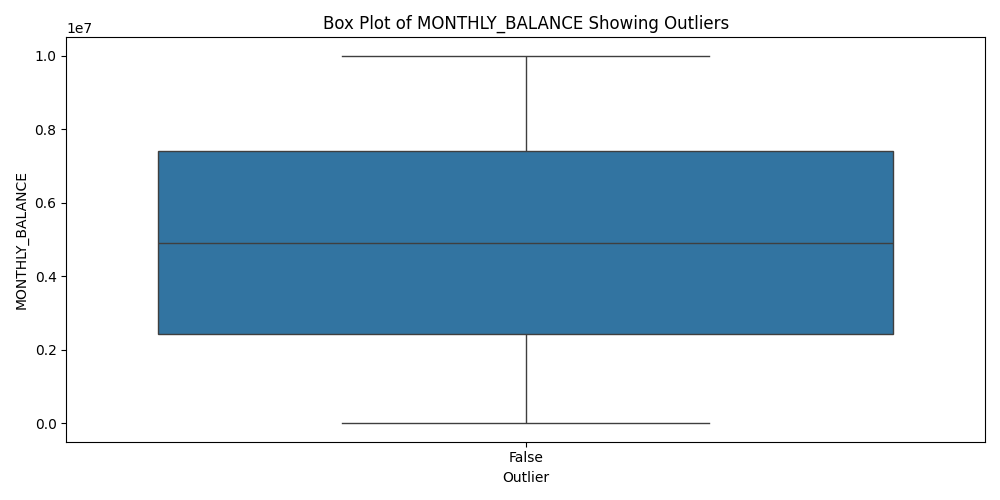 Box Plot of MONTHLY_BALANCE Showing Outliers
1e7
1.0
0.8
0.6
0.4
0.2
0.0
MONTHLY_BALANCE
False
Outlier